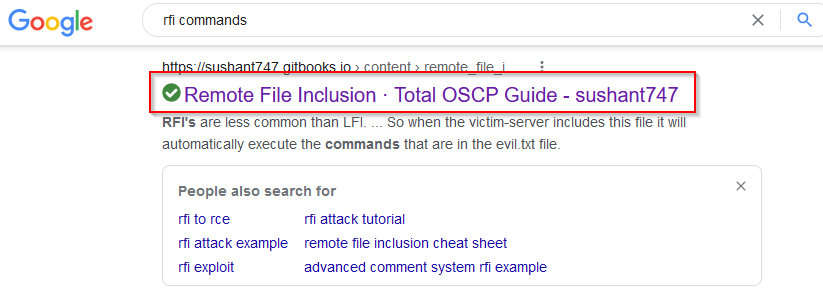 Google
rfi commands
https://sushant747.gitbooks.io › content › remote_file_i
Remote File Inclusion · Total OSCP Guide - sushant747
RFI's are less common than LFI. ... So when the victim-server includes this file it will
automatically execute the commands that are in the evil.txt file.
People also search for
rfi to rce
rfi attack tutorial
rfi attack example
remote file inclusion cheat sheet
rfi exploit
advanced comment system rfi example